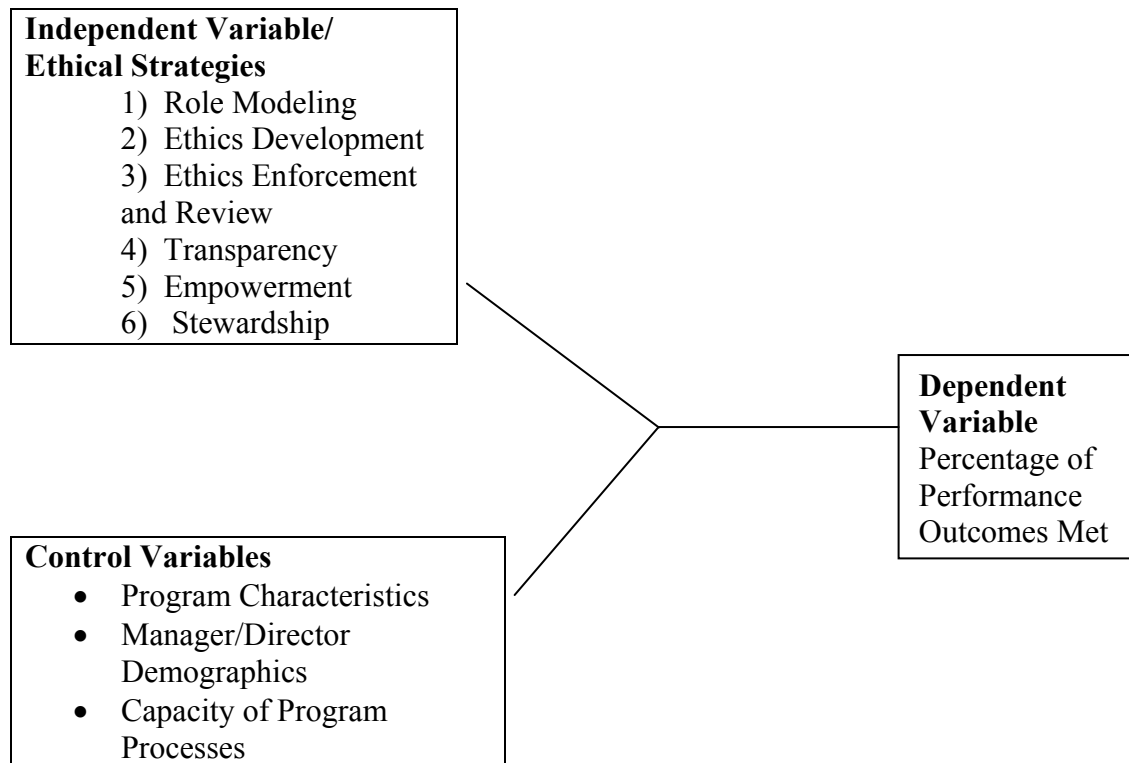 Independent Variable/
Ethical Strategies
1) Role Modeling
2) Ethics Development
3) Ethics Enforcement
and Review
4) Transparency
5) Empowerment
6) Stewardship
Dependent
Variable
Percentage of
Performance
Outcomes Met
Control Variables
• Program Characteristics
• Manager/Director
Demographics
• Capacity of Program
Processes